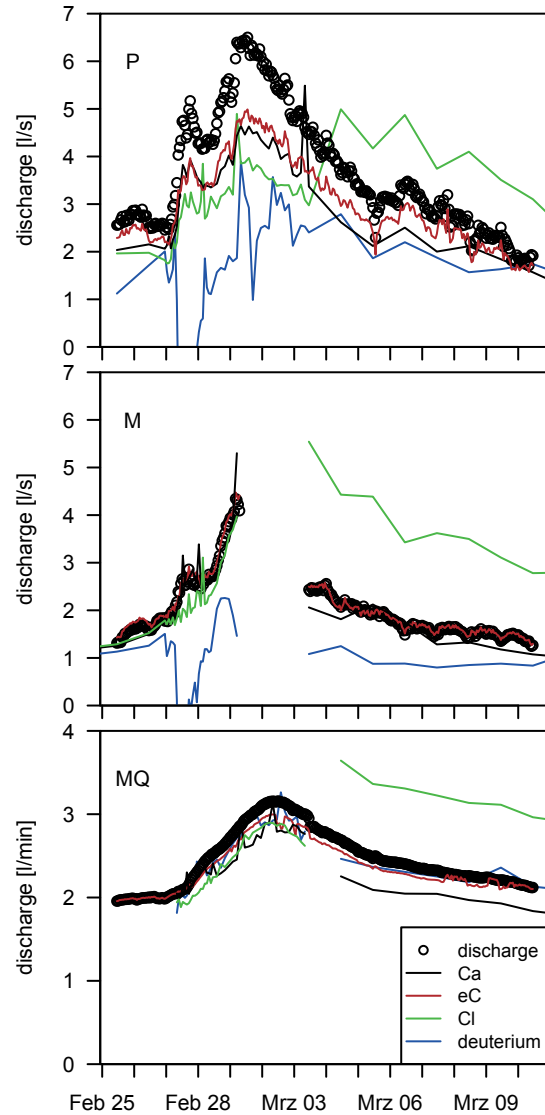 7
6
5
4
3
2
1
0
discharge [l/s]
P
7
6
5
4
3
2
1
0
discharge [l/s]
M
4
3
2
1
0
discharge [l/min]
MQ
discharge
Ca
eC
Cl
deuterium
Feb 25 Feb 28 Mrz 03 Mrz 06 Mrz 09